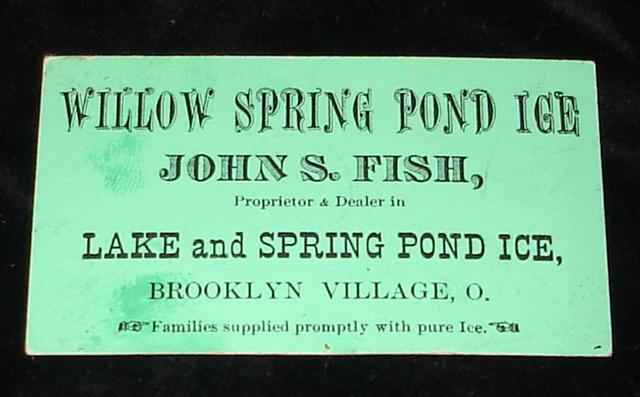 WILLOW SPRING POND ICE
JOHN S. FISH,
Proprietor & Dealer in
LAKE and SPRING POND ICE,
BROOKLYN VILLAGE, O.
Families supplied promptly with pure Ice.